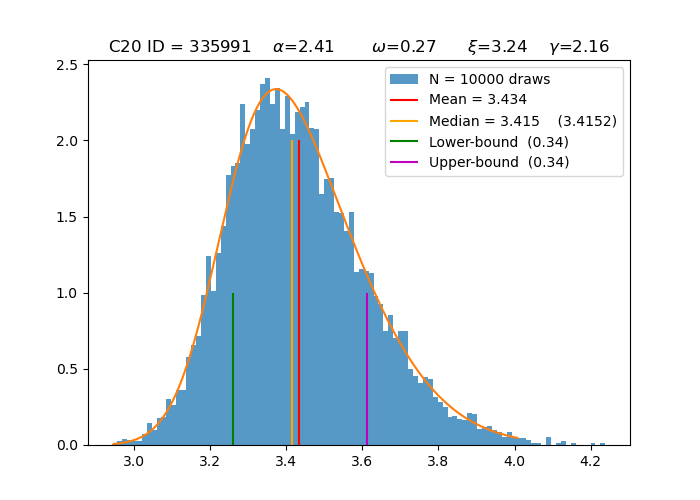 C20 ID = 335991    α=2.41    ω=0.27    ξ=3.24    γ=2.16
N = 10000 draws
Mean = 3.434
Median = 3.415    (3.4152)
Lower-bound  (0.34)
Upper-bound  (0.34)
2.5
2.0
1.5
1.0
0.5
0.0
3.0 3.2 3.4 3.6 3.8 4.0 4.2